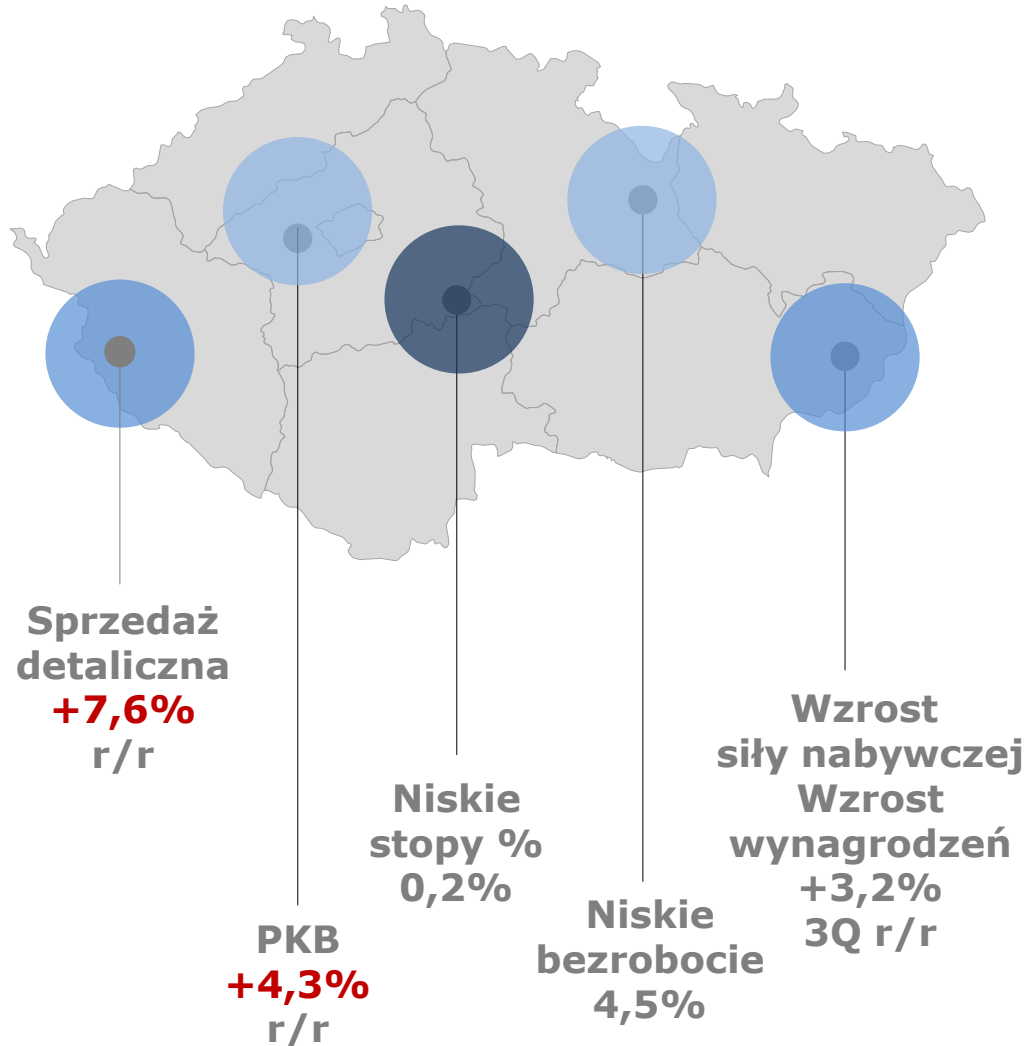 Sprzedaż
detaliczna
+7,6%
r/r
PKB
+4,3%
r/r
Niskie
stopy %
0,2%
Niskie
bezrobocie
4,5%
Wzrost
siły nabywczej
Wzrost
wynagrodzeń
+3,2%
3Q r/r